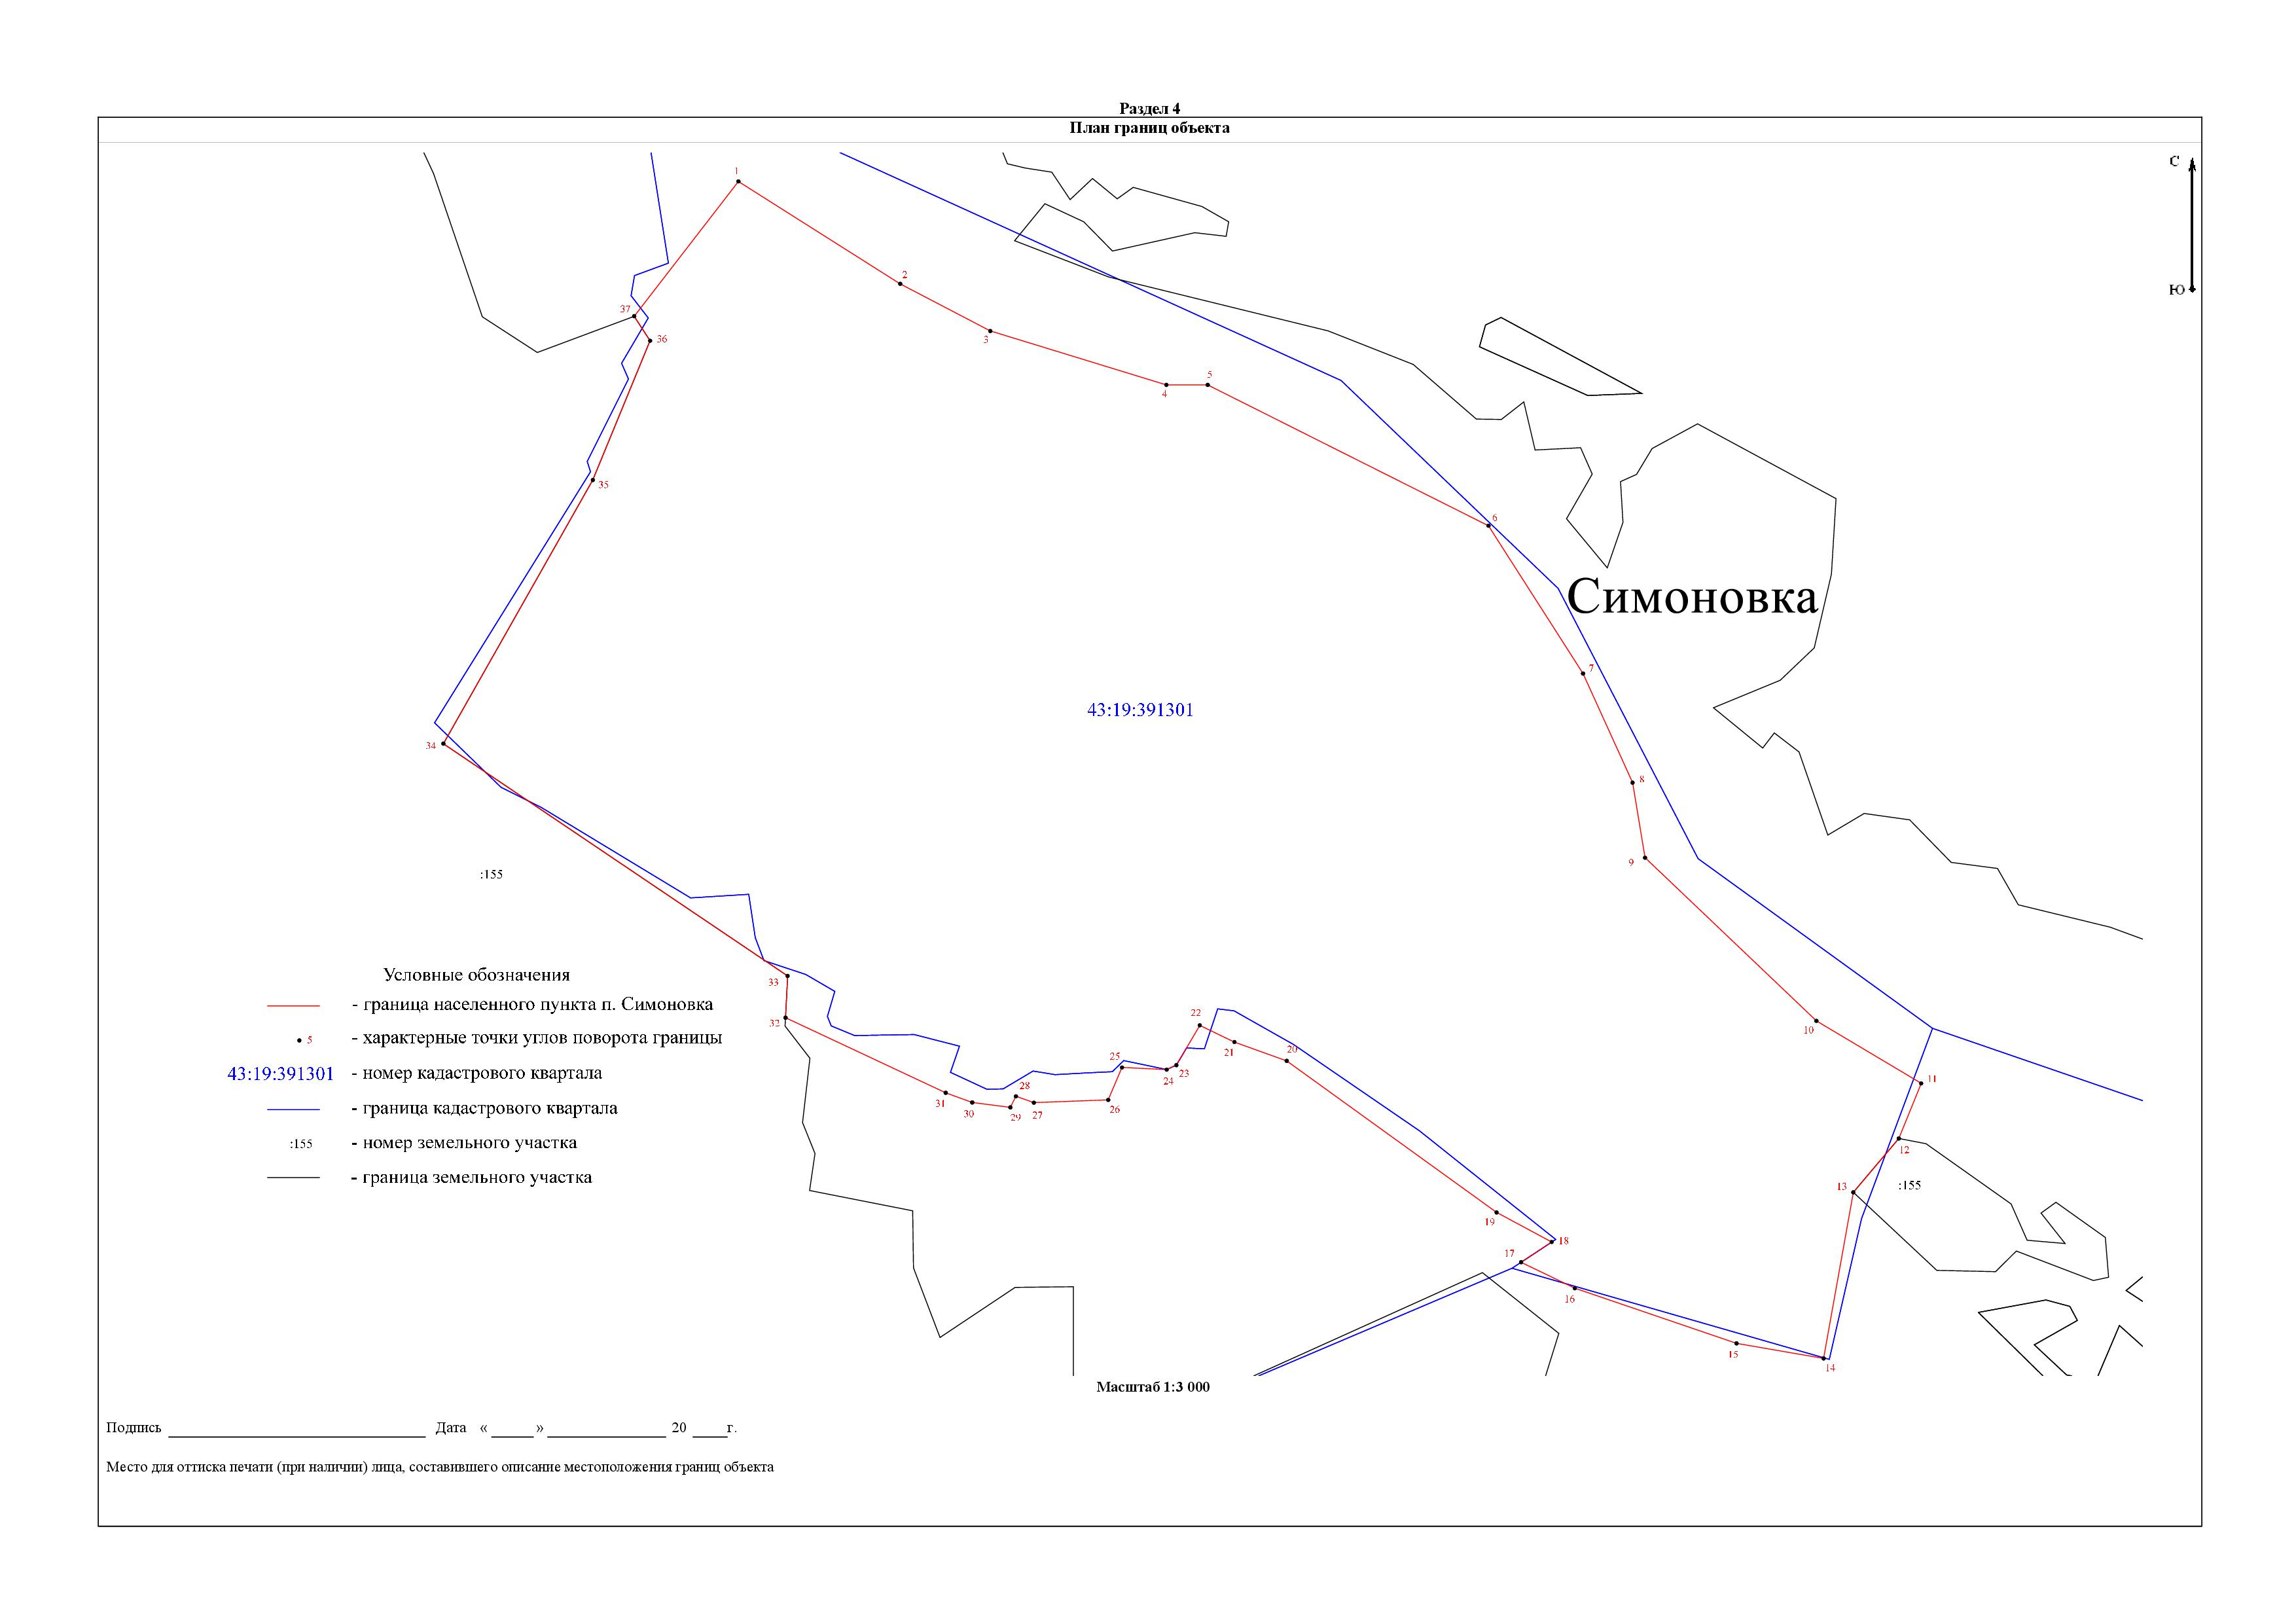 Раздел 4
План границ объекта
С
Ю
1
2
37
36
3
5
4
35
6
Симоновка
7
43:19:391301
34
8
9
:155
33
32
10
22
21
20
25
24
23
11
28
31
30
29
27
26
12
13
:155
19
18
17
16
15
14
Условные обозначения
- граница населенного пункта п. Симоновка
5 - характерные точки углов поворота границы
43:19:391301 - номер кадастрового квартала
- граница кадастрового квартала
:155 - номер земельного участка
- граница земельного участка
Масштаб 1:3 000
Подпись ____ Дата « ____ » ____ 20 ____ г.
Место для оттиска печати (при наличии) лица, составившего описание местоположения границ объекта